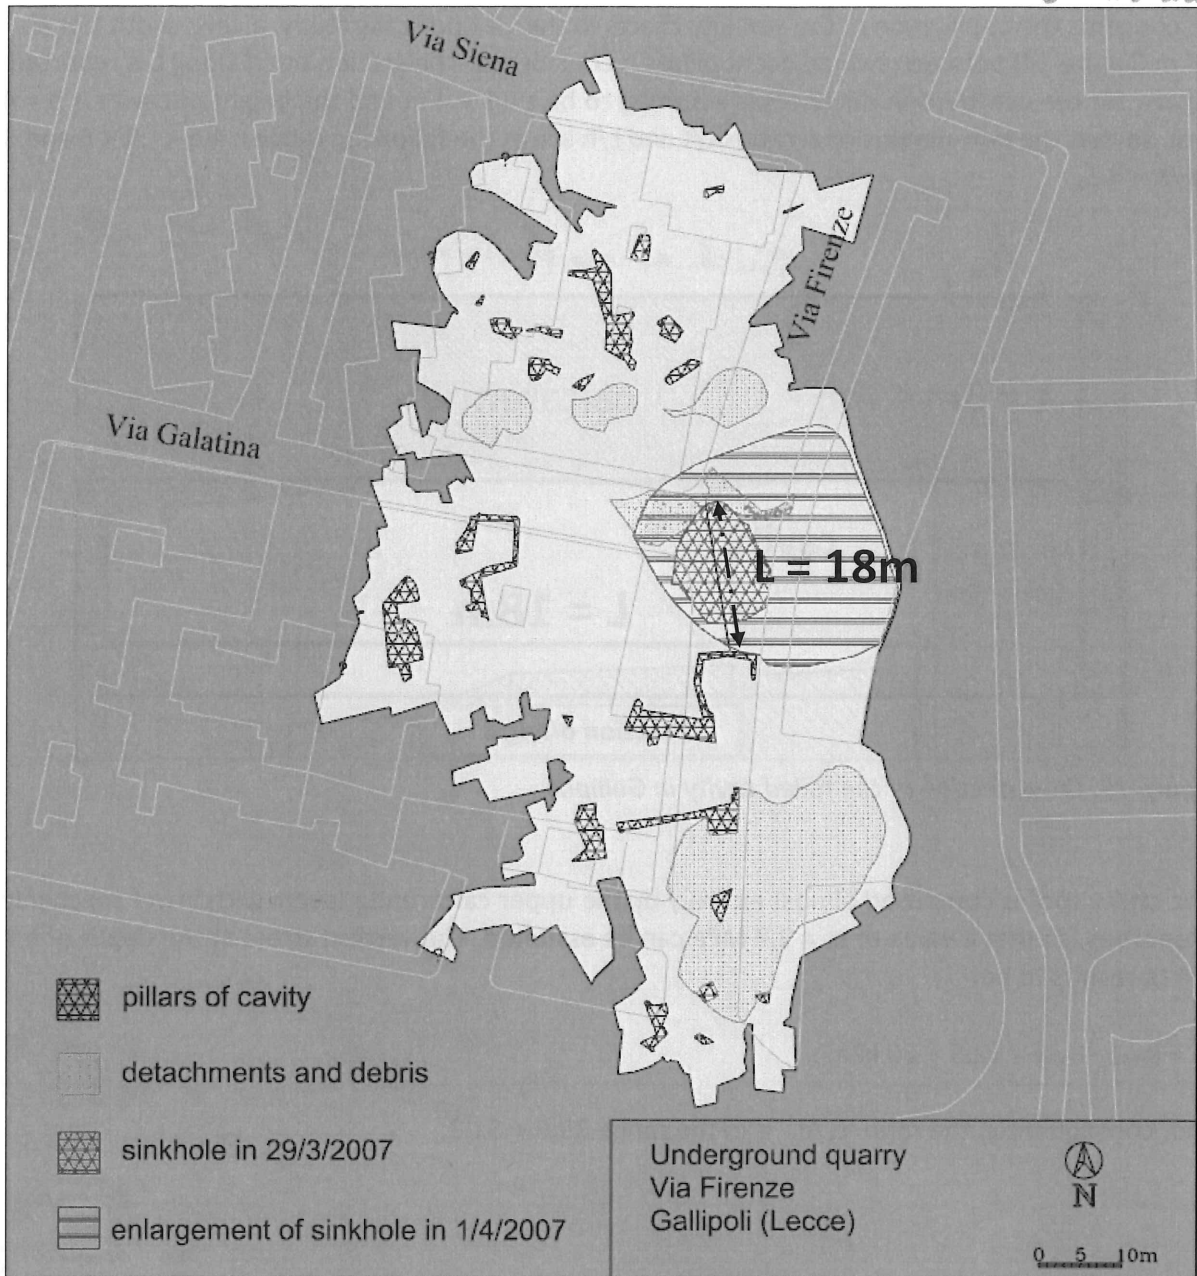 Via Siena
Via Firenze
Via Galatina
L = 18m
pillars of cavity
detachments and debris
sinkhole in 29/3/2007
enlargement of sinkhole in 1/4/2007
Underground quarry
Via Firenze
Gallipoli (Lecce)
N
0 5 10m